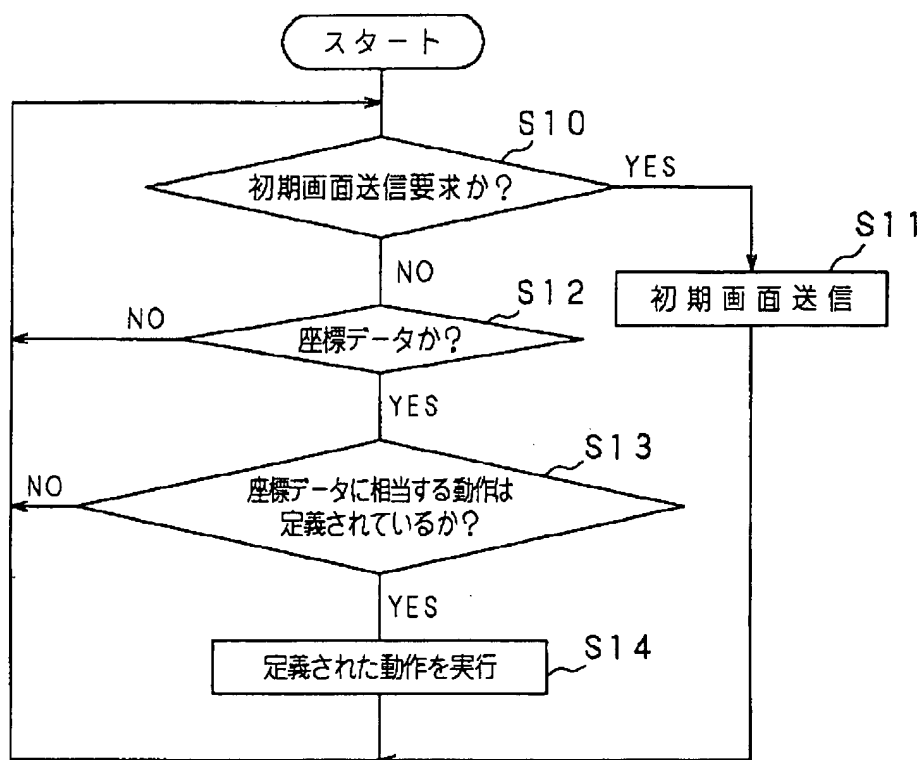 スタート
S10
初期画面送信要求か?
YES
S11
初期画面送信
NO
S12
NO
座標データか?
YES
S13
NO
座標データに相当する動作は
定義されているか?
YES
S14
定義された動作を実行